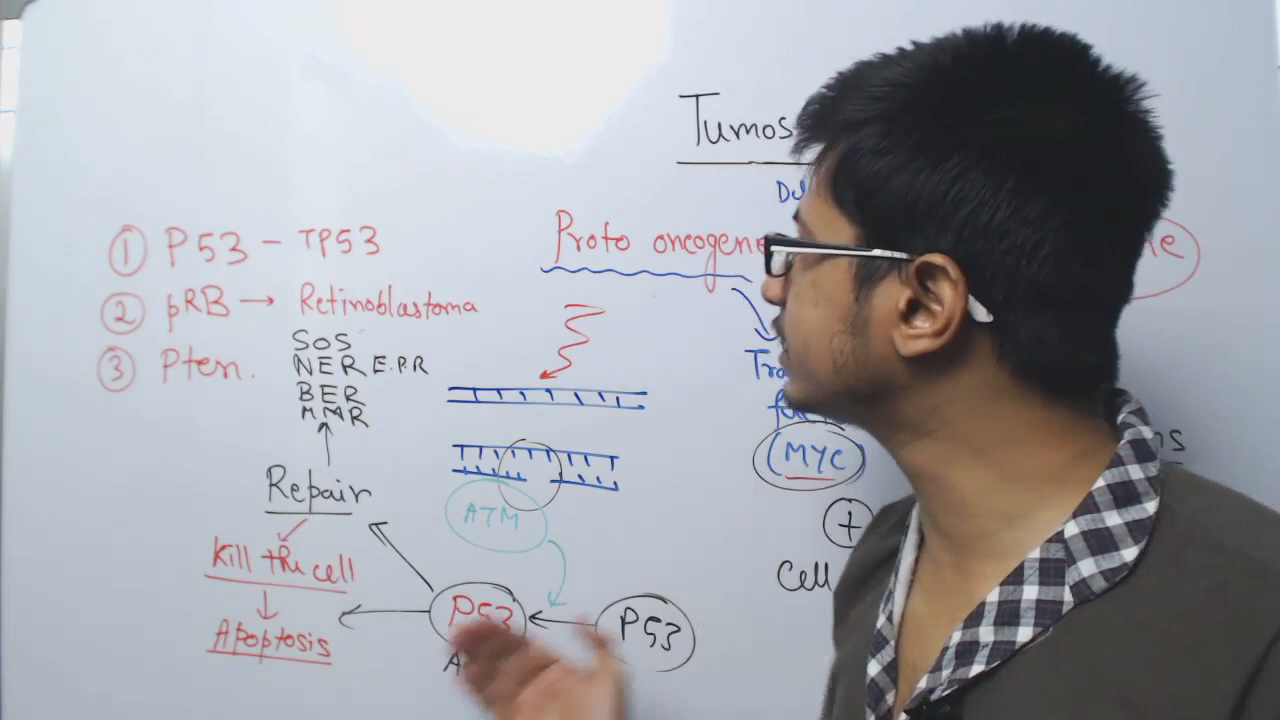 Tumos
① P53 - TP53
② pRB → Retinoblastoma
③ Pten.
Proto oncogene
SOS
NER E.P.R
BER
MMR
(MYC)
Repair
ATM
+
Kill the cell
Cell
P53
P53
Apoptosis